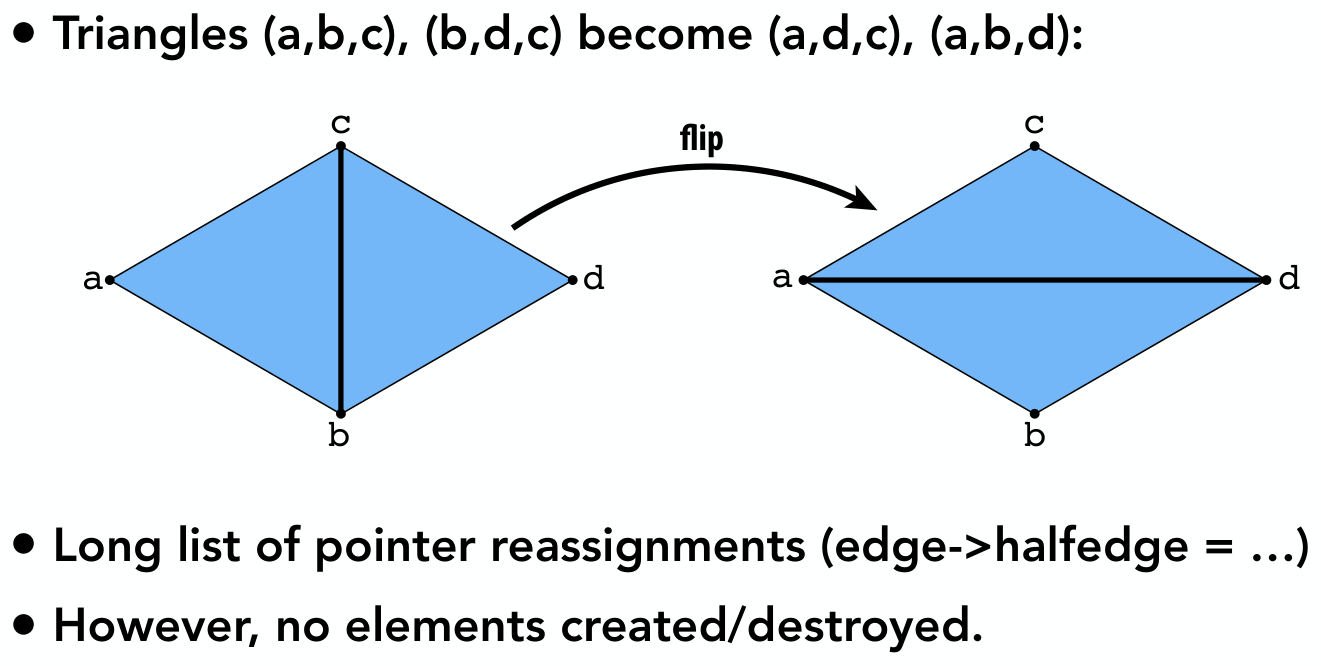 • Triangles (a,b,c), (b,d,c) become (a,d,c), (a,b,d):
c
flip
c
a
d
a
d
b
b
• Long list of pointer reassignments (edge->halfedge = …)
• However, no elements created/destroyed.